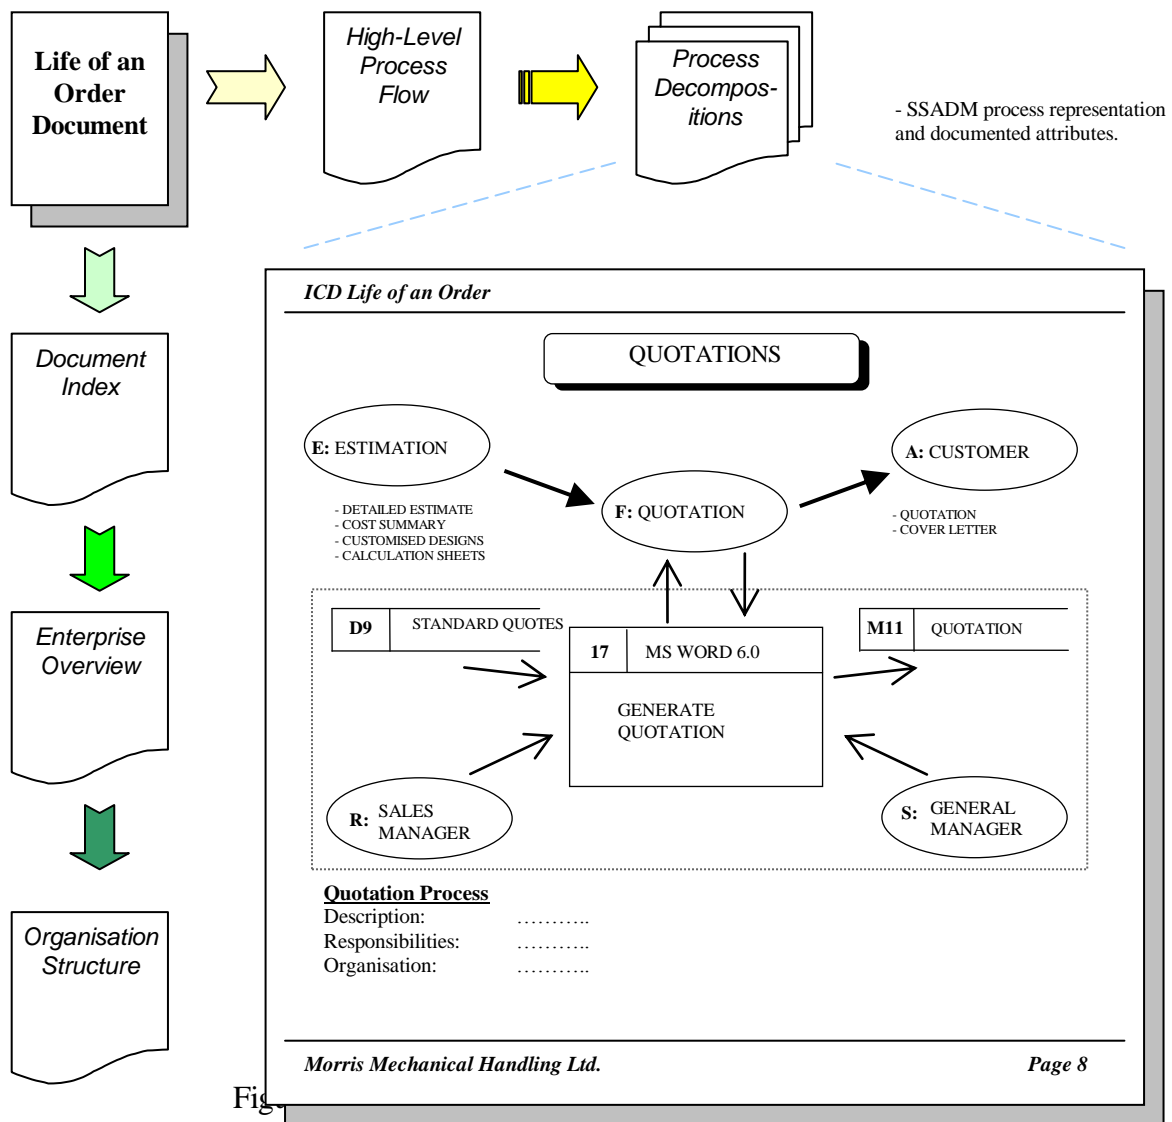 Life of an
Order
Document
High-Level
Process
Flow
Process
Decompos-
itions
- SSADM process representation
and documented attributes.
Document
Index
Enterprise
Overview
Organisation
Structure
ICD Life of an Order
QUOTATIONS
E: ESTIMATION
A: CUSTOMER
F: QUOTATION
- DETAILED ESTIMATE
- COST SUMMARY
- CUSTOMISED DESIGNS
- CALCULATION SHEETS
- QUOTATION
- COVER LETTER
D9 STANDARD QUOTES
17 MS WORD 6.0
GENERATE
QUOTATION
M11 QUOTATION
R: SALES
MANAGER
S: GENERAL
MANAGER
Quotation Process
Description: ………..
Responsibilities: ………..
Organisation: ………..
Morris Mechanical Handling Ltd. Page 8